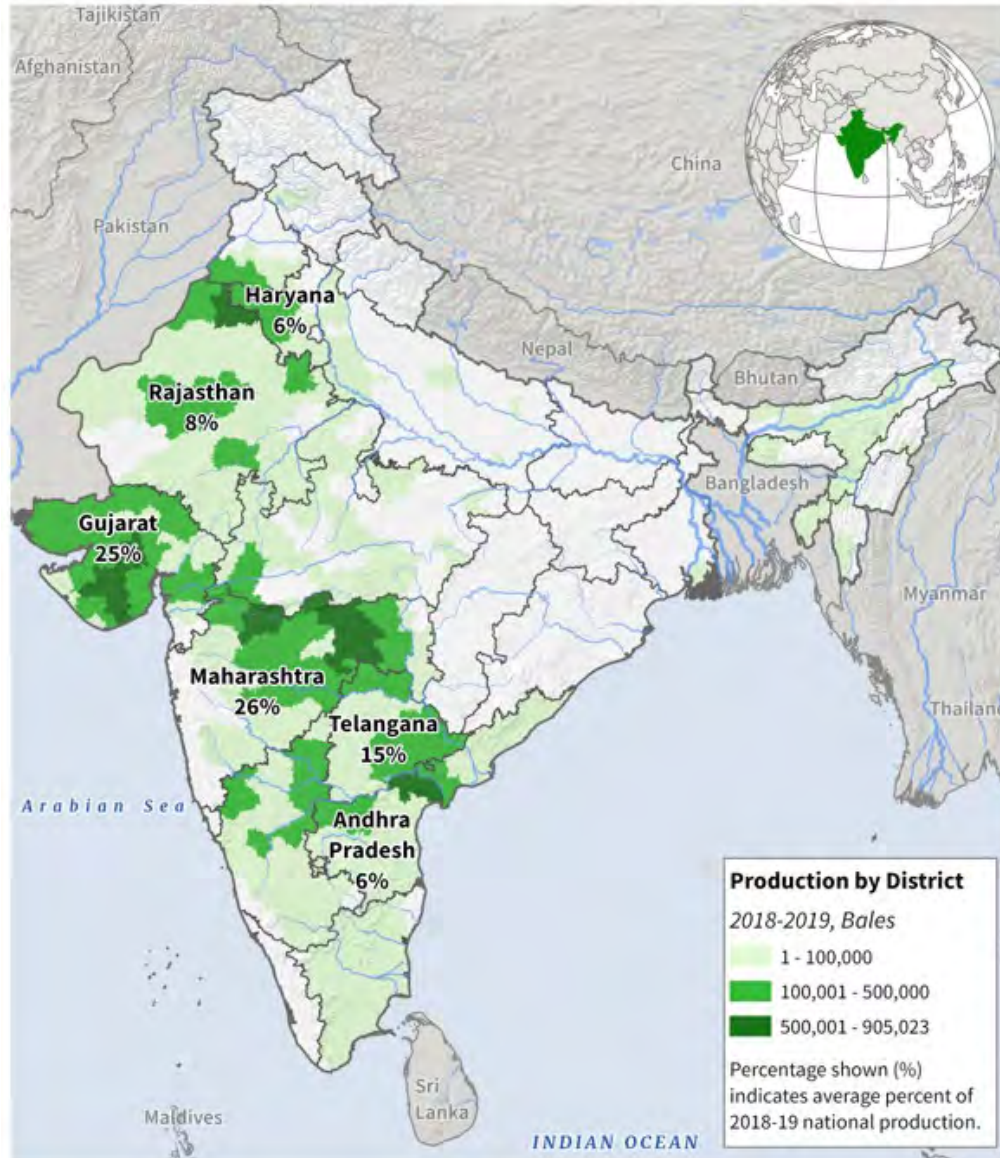 Tajikistan
Afghanistan
China
Pakistan
Haryana
6%
Nepal
Bhutan
Rajasthan
8%
Bangladesh
Gujarat
25%
Myanmar
Maharashtra
26%
Telangana
15%
Thailand
Arabian Sea
Andhra
Pradesh
6%
Production by District
2018-2019, Bales
1 - 100,000
100,001 - 500,000
500,001 - 905,023
Percentage shown (%)
indicates average percent of
2018-19 national production.
Sri
Lanka
Maldives
INDIAN OCEAN